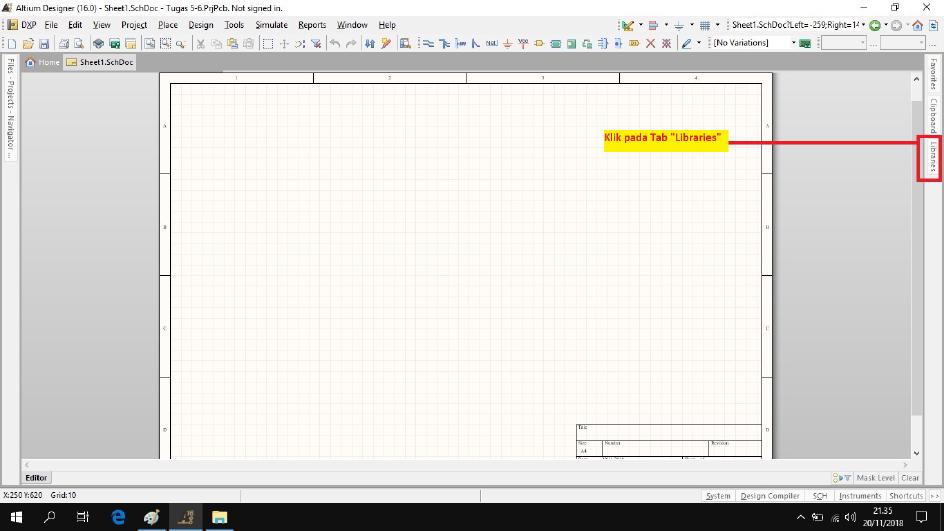 Altium Designer (16.0) - Sheet1.SchDoc - Tugas 5-6.PrjPcb. Not signed in.
DXP File Edit View Project Place Design Tools Simulate Reports Window Help
Sheet1.SchDoc?Left=-259;Right=14
[No Variations]
Home Sheet1.SchDoc
Files
Projects
Navigator
Favorites
Clipboard
Libraries
1 2 3 4
A A
Klik pada Tab "Libraries"
B B
C C
D D
Title
Size Number Revision
A4
Editor
Mask Level Clear
X:250 Y:620 Grid:10
System Design Compiler SCH Instruments Shortcuts >>
21.35
20/11/2018